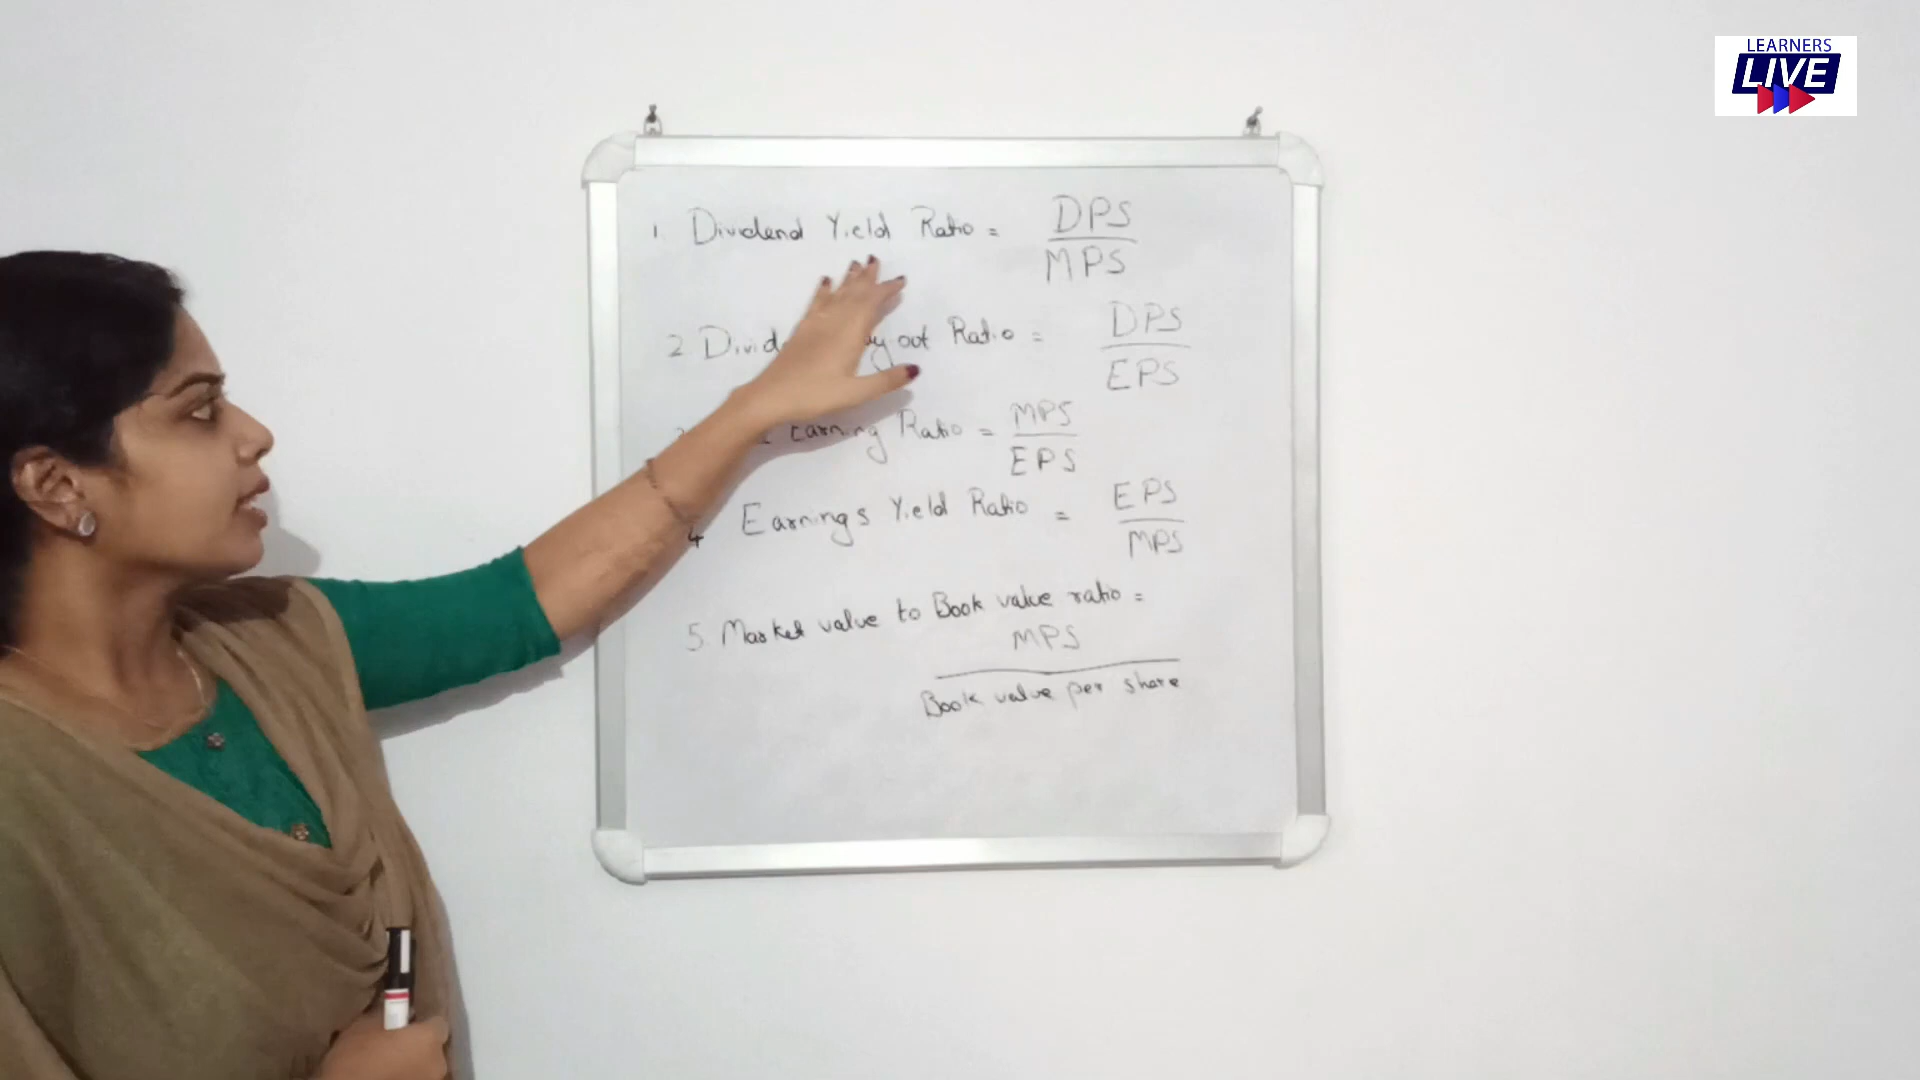 LEARNERS
LIVE
1. Dividend Yield Ratio = DPS
MPS
2 out Ratio = DPS
EPS
Earning Ratio = MPS
EPS
4 Earnings Yield Ratio = EPS
MPS
5. Market value to Book value ratio =
MPS
Book value per share